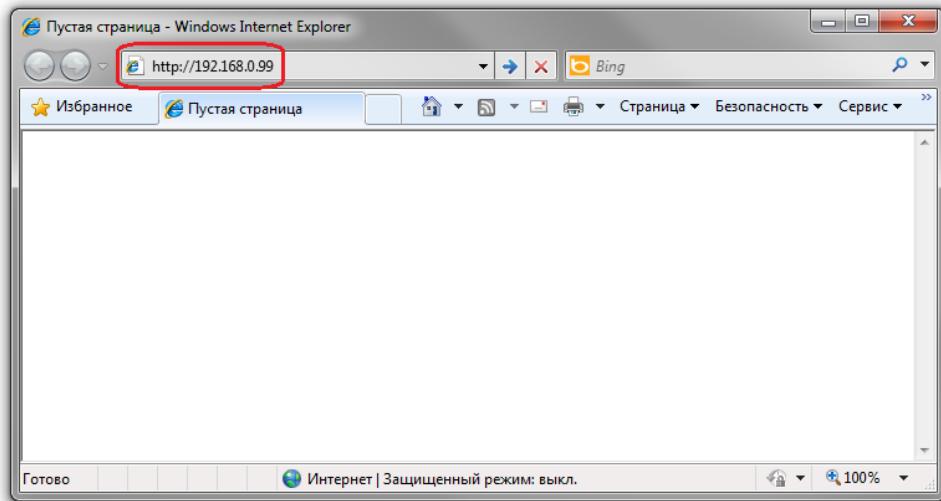 Пустая страница - Windows Internet Explorer
http://192.168.0.99
Bing
Избранное
Пустая страница
Страница
Безопасность
Сервис
»
Готово
Интернет | Защищенный режим: выкл.
100%